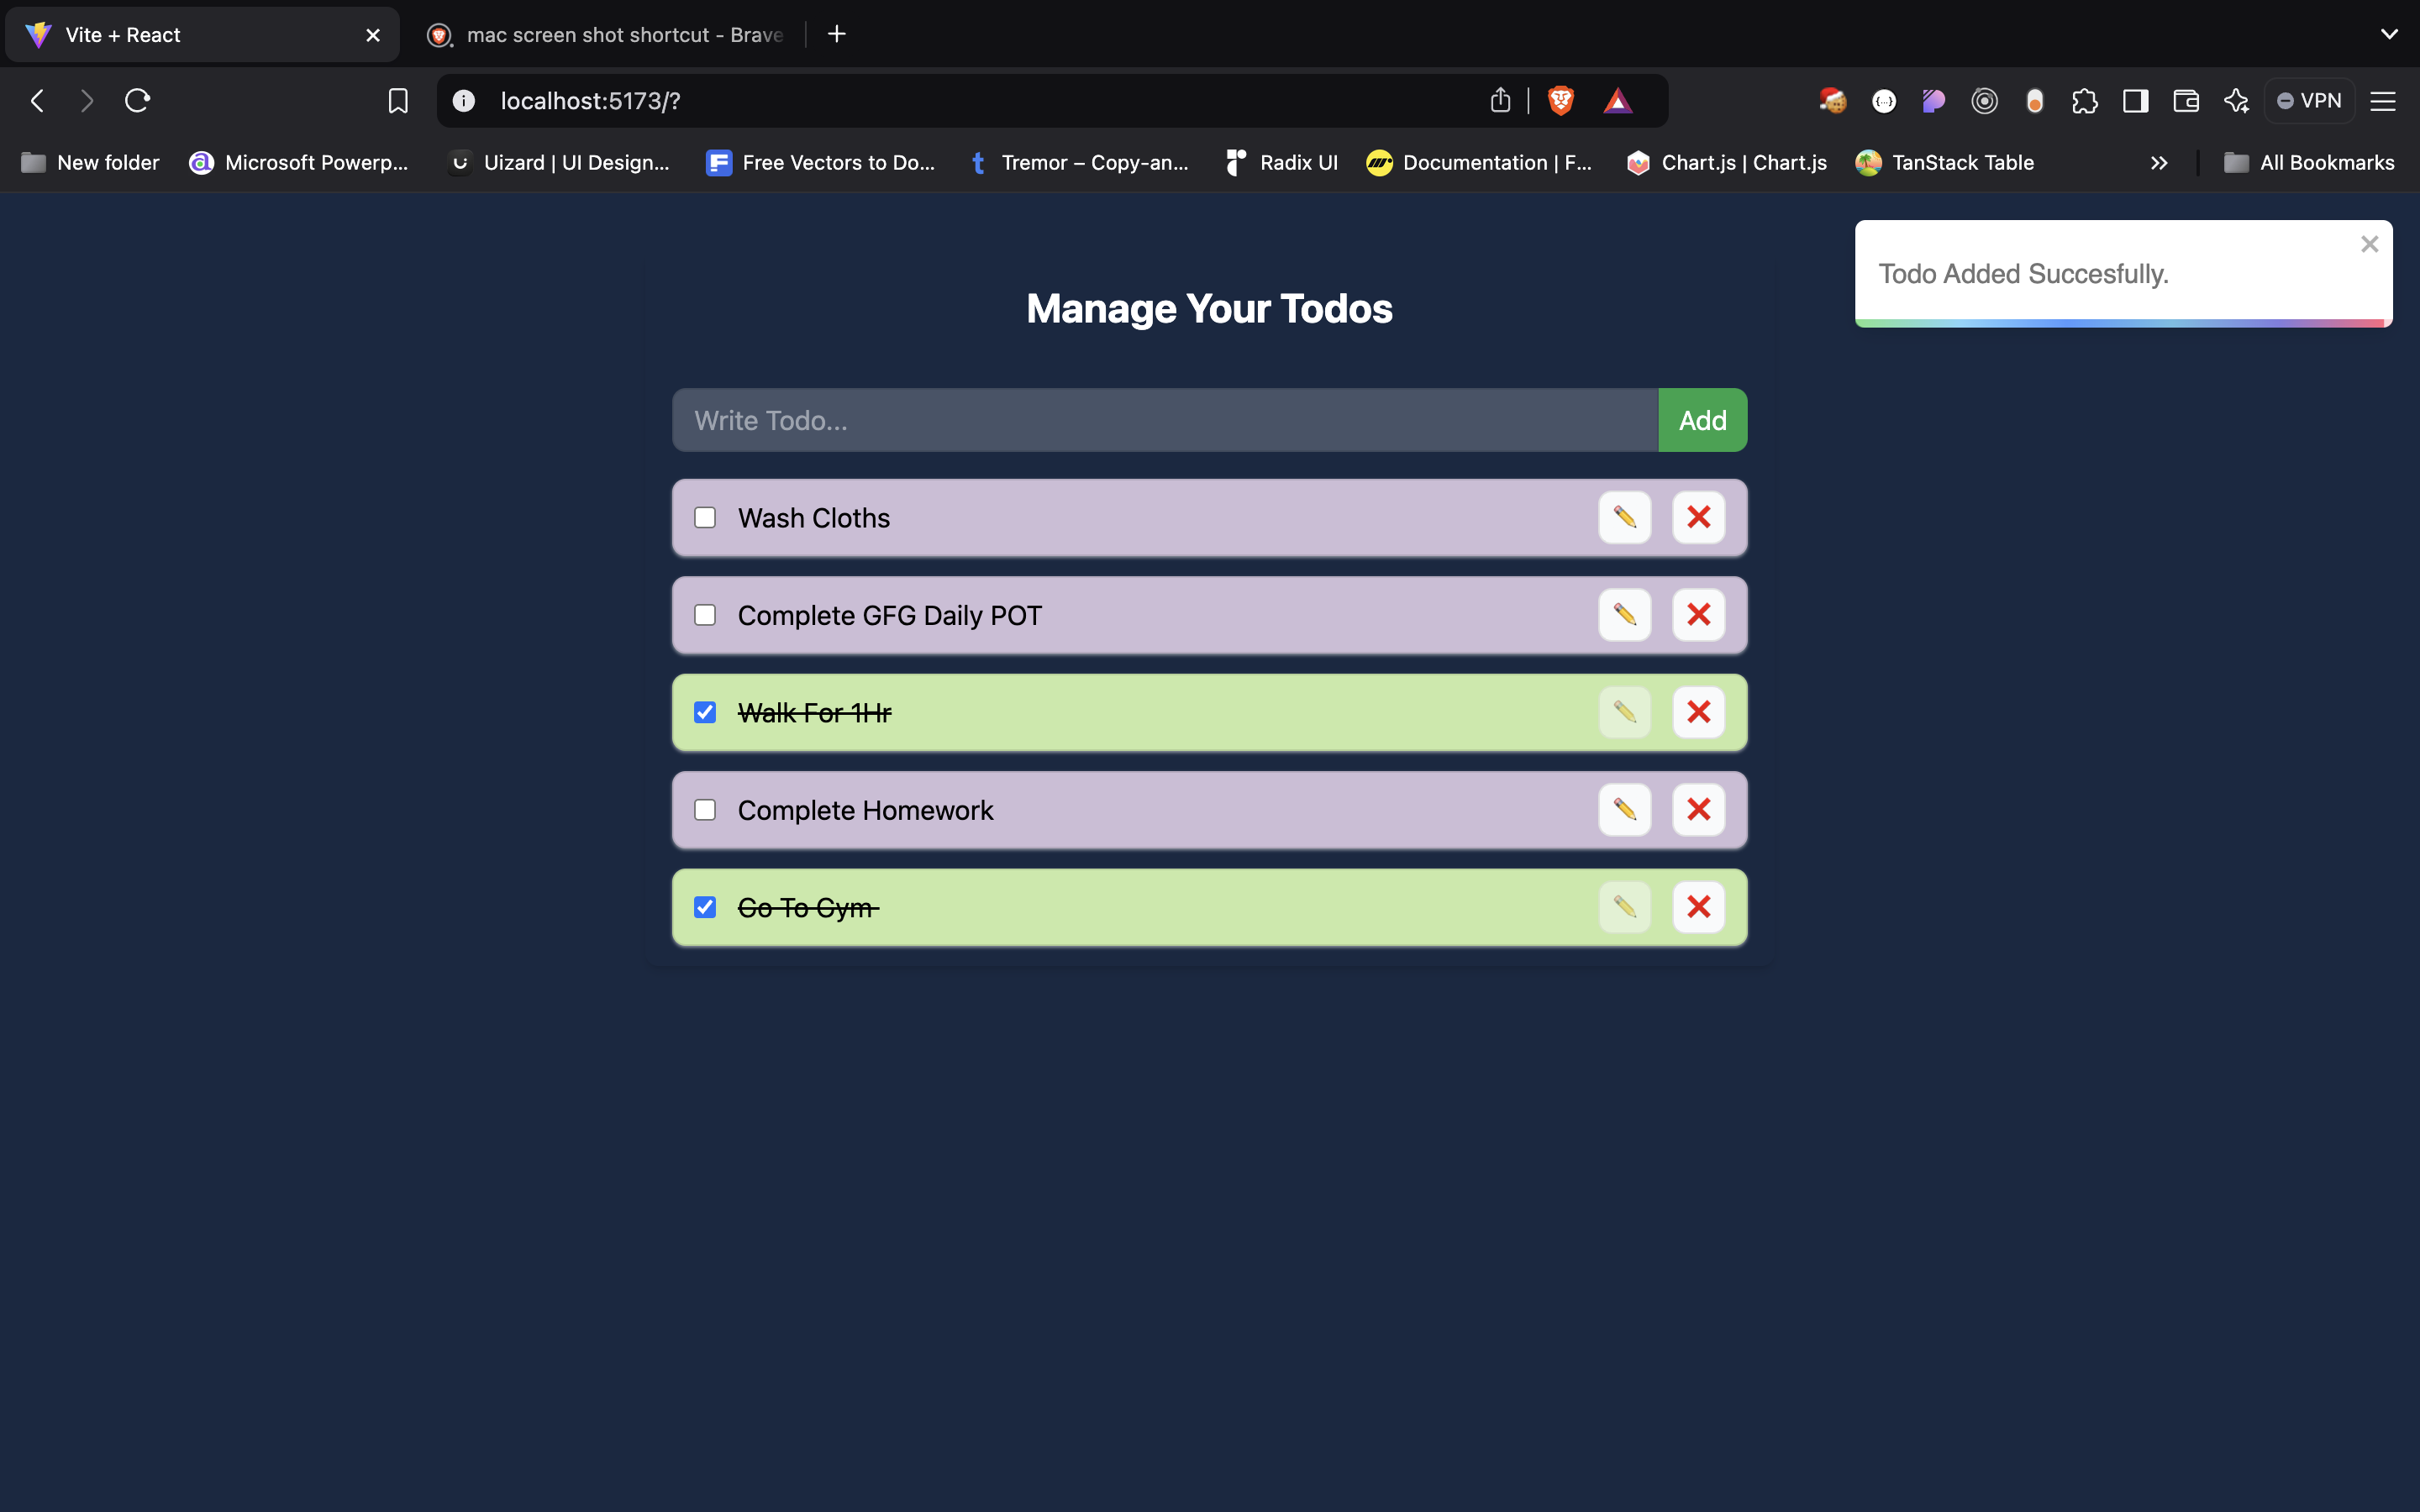 Vite + React
mac screen shot shortcut - Brave
localhost:5173/?
VPN
New folder
Microsoft Powerp...
Uizard | UI Design...
Free Vectors to Do...
Tremor – Copy-an...
Radix UI
Documentation | F...
Chart.js | Chart.js
TanStack Table
All Bookmarks
Todo Added Succesfully.
Manage Your Todos
Write Todo...
Add
Wash Cloths
Complete GFG Daily POT
Walk For 1Hr
Complete Homework
Go To Gym